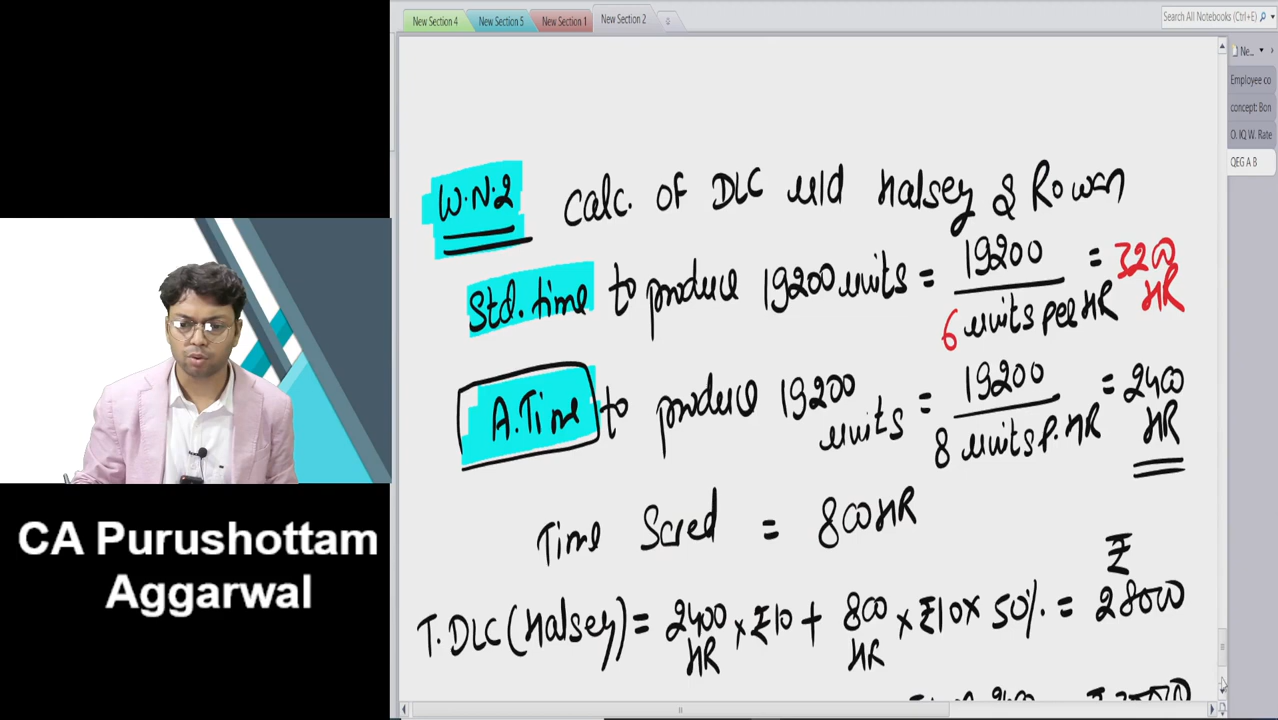 New Section 4 New Section 5 New Section 1 New Section 2
Search All Notebooks (Ctrl+E)
Ne...
Employee co
concept: Bon
O. IQ W. Rate
QEG A B
W.N.2 Calc. of DLC u/d Halsey & Rowan
Std. time to produce 19200 units = 19200 / 6 units per HR = 3200 HR
A. Time to produce 19200 units = 19200 / 8 units P. HR = 2400 HR
Time Saved = 800 HR
₹
T. DLC (Halsey) = 2400 HR × ₹10 + 800 HR × ₹10 × 50% = 28000
CA Purushottam
Aggarwal